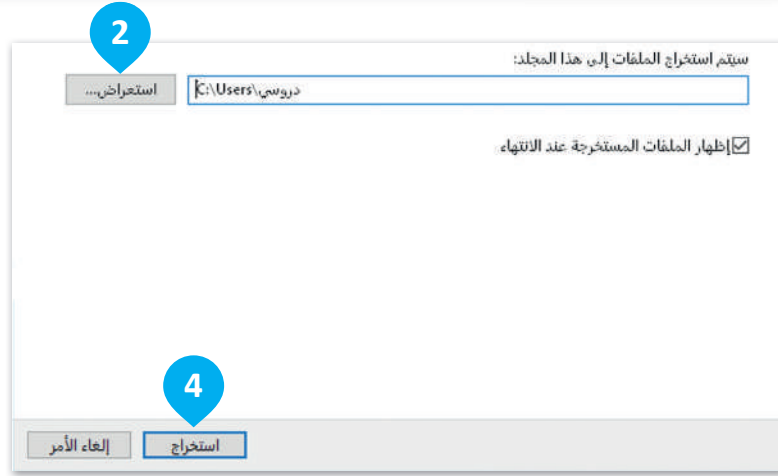 2
سيتم استخراج الملفات إلى هذا المجلد:
C:\Users\دروسي
استعراض...
إظهار الملفات المستخرجة عند الانتهاء
4
استخراج
إلغاء الأمر